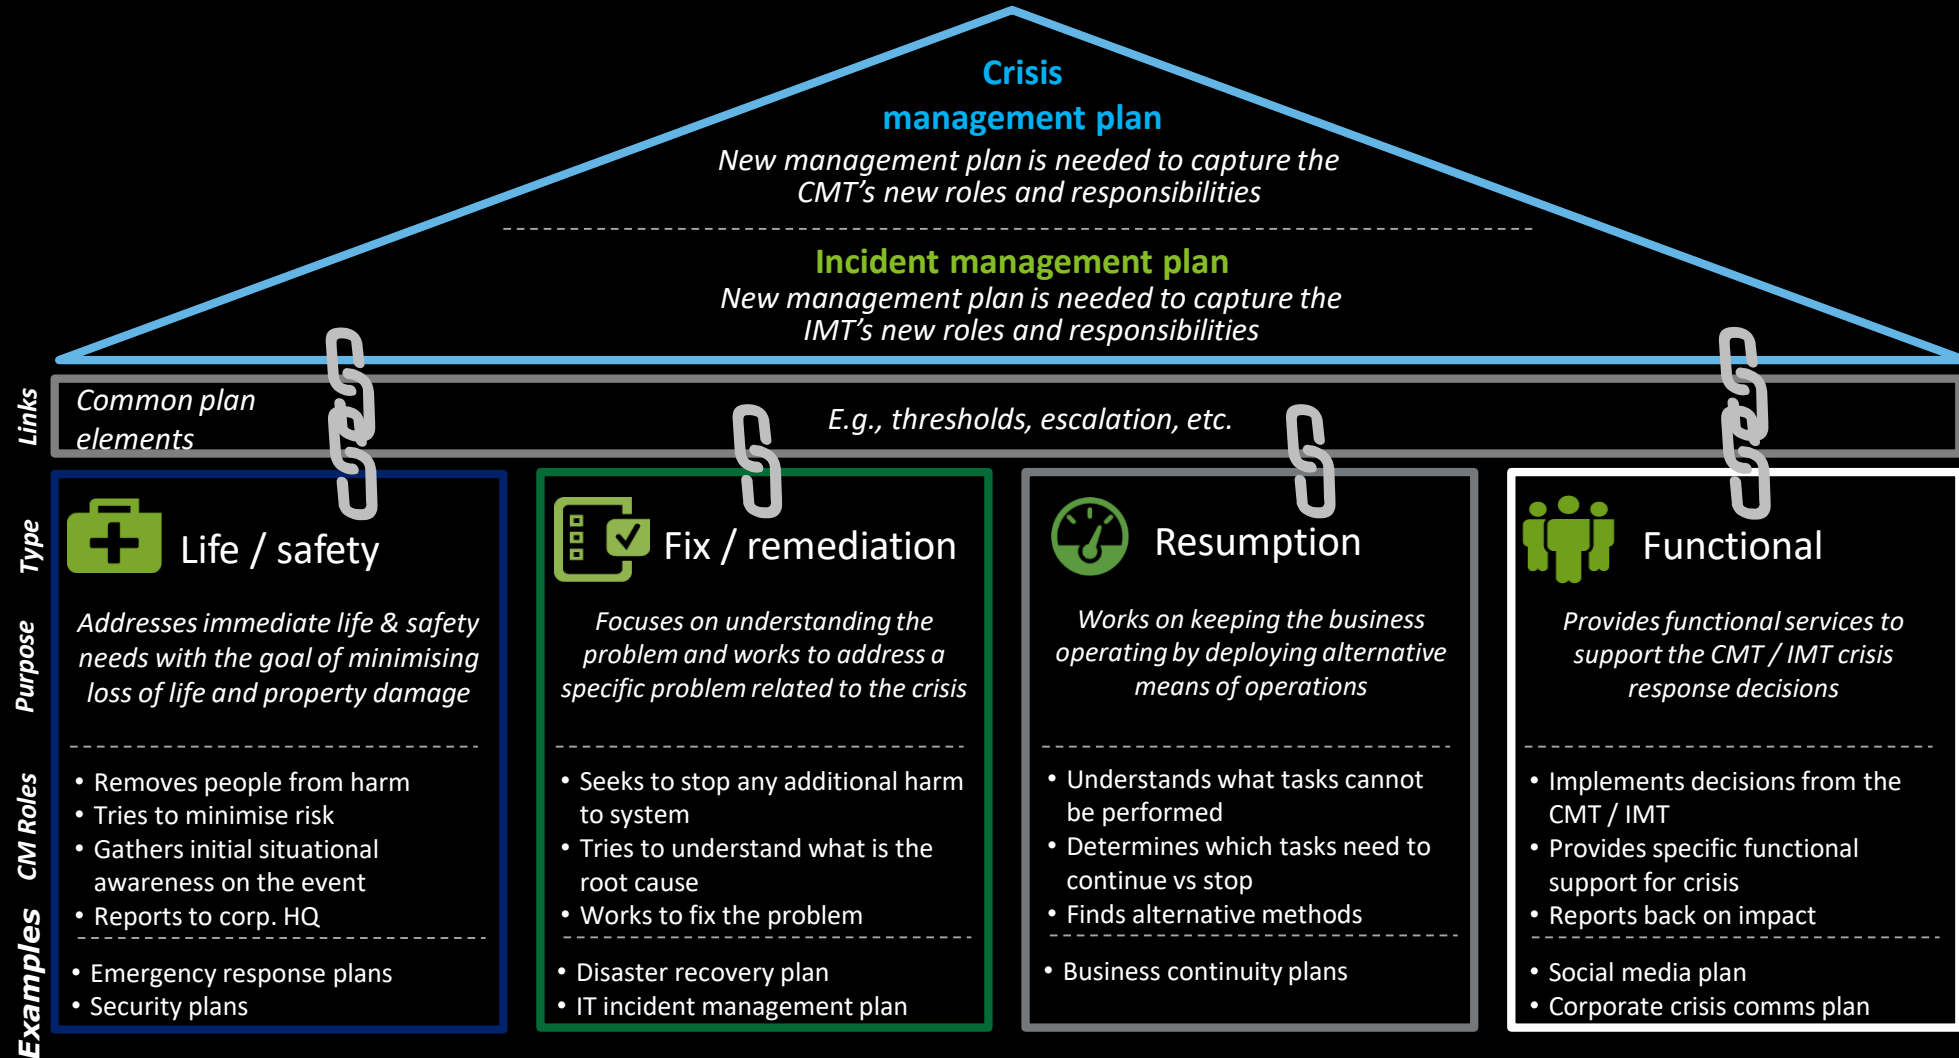 Crisis
management plan
New management plan is needed to capture the
CMT's new roles and responsibilities
Incident management plan
New management plan is needed to capture the
IMT's new roles and responsibilities
Links
Common plan
elements
E.g., thresholds, escalation, etc.
Type
Life / safety
Fix / remediation
Resumption
Functional
Purpose
Addresses immediate life & safety
needs with the goal of minimising
loss of life and property damage
Focuses on understanding the
problem and works to address a
specific problem related to the crisis
Works on keeping the business
operating by deploying alternative
means of operations
Provides functional services to
support the CMT / IMT crisis
response decisions
CM Roles
• Removes people from harm
• Tries to minimise risk
• Gathers initial situational
awareness on the event
• Reports to corp. HQ
• Seeks to stop any additional harm
to system
• Tries to understand what is the
root cause
• Works to fix the problem
• Understands what tasks cannot
be performed
• Determines which tasks need to
continue vs stop
• Finds alternative methods
• Implements decisions from the
CMT / IMT
• Provides specific functional
support for crisis
• Reports back on impact
Examples
• Emergency response plans
• Security plans
• Disaster recovery plan
• IT incident management plan
• Business continuity plans
• Social media plan
• Corporate crisis comms plan